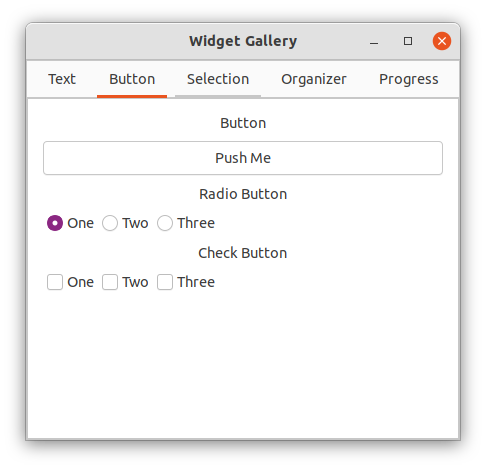 Widget Gallery
Text Button Selection Organizer Progress
Button
Push Me
Radio Button
One Two Three
Check Button
One Two Three